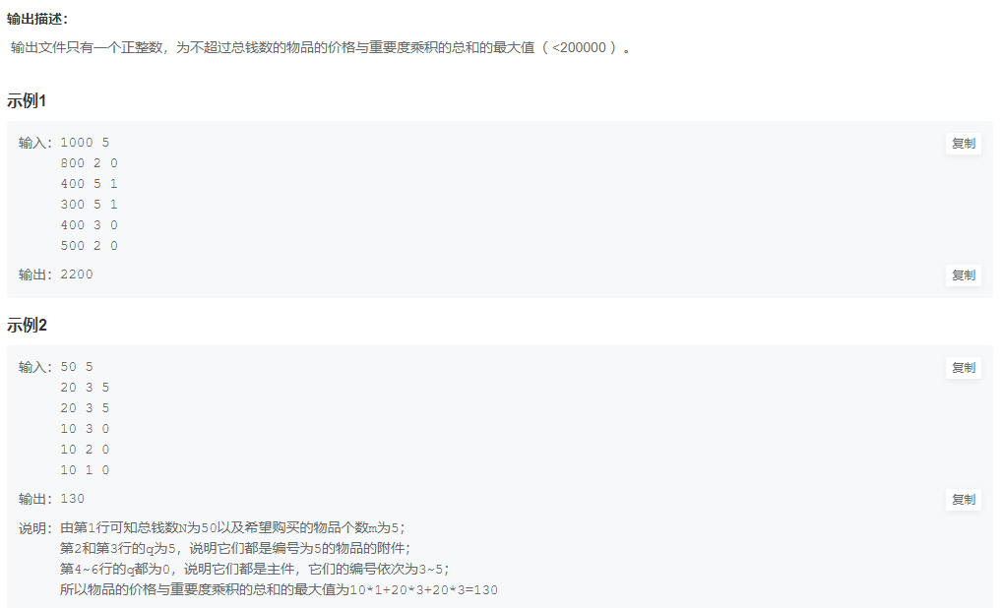 输出描述：
输出文件只有一个正整数，为不超过总钱数的物品的价格与重要度乘积的总和的最大值（ <200000 ）。
示例1
输入：1000 5
800 2 0
400 5 1
300 5 1
400 3 0
500 2 0
复制
输出：2200
复制
示例2
输入：50 5
20 3 5
20 3 5
10 3 0
10 2 0
10 1 0
复制
输出：130
复制
说明：由第1行可知总钱数N为50以及希望购买的物品个数m为5；
第2和第3行的q为5，说明它们都是编号为5的物品的附件；
第4~6行的q都为0，说明它们都是主件，它们的编号依次为3~5；
所以物品的价格与重要度乘积的总和的最大值为10*1+20*3+20*3=130